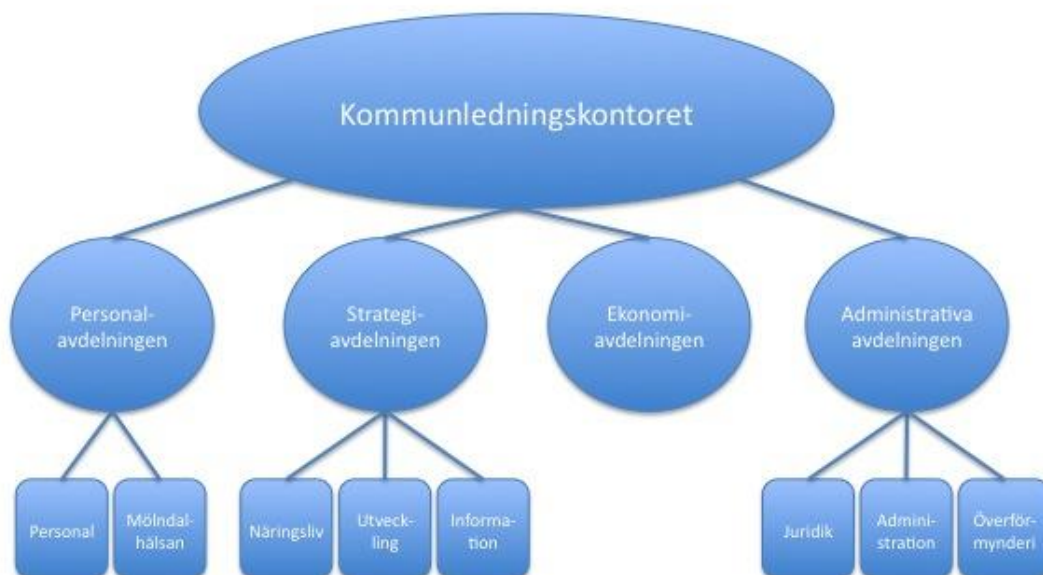 Kommunledningskontoret
Personal-
avdelningen
Strategi-
avdelningen
Ekonomi-
avdelningen
Administrativa
avdelningen
Personal
Mölndal-
hälsan
Näringsliv
Utveck-
ling
Informa-
tion
Juridik
Admini-
stration
Överför-
mynderi